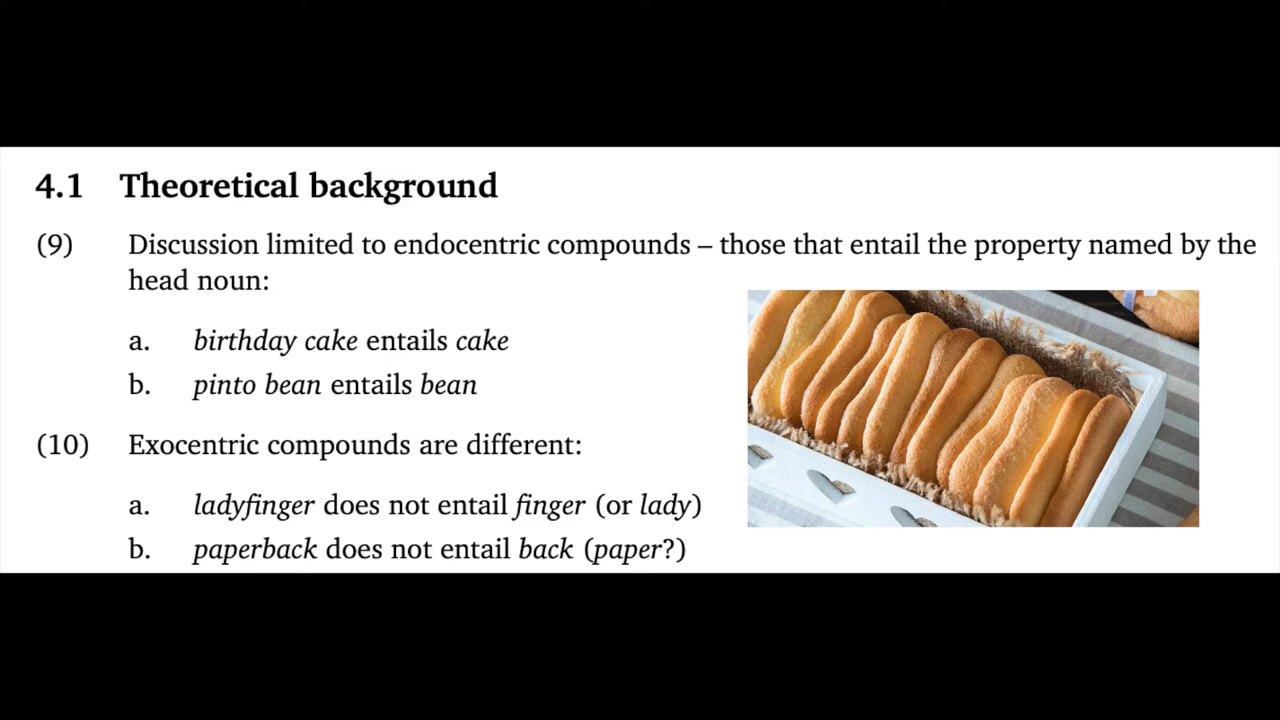 4.1 Theoretical background
(9) Discussion limited to endocentric compounds – those that entail the property named by the
head noun:
a. birthday cake entails cake
b. pinto bean entails bean
(10) Exocentric compounds are different:
a. ladyfinger does not entail finger (or lady)
b. paperback does not entail back (paper?)